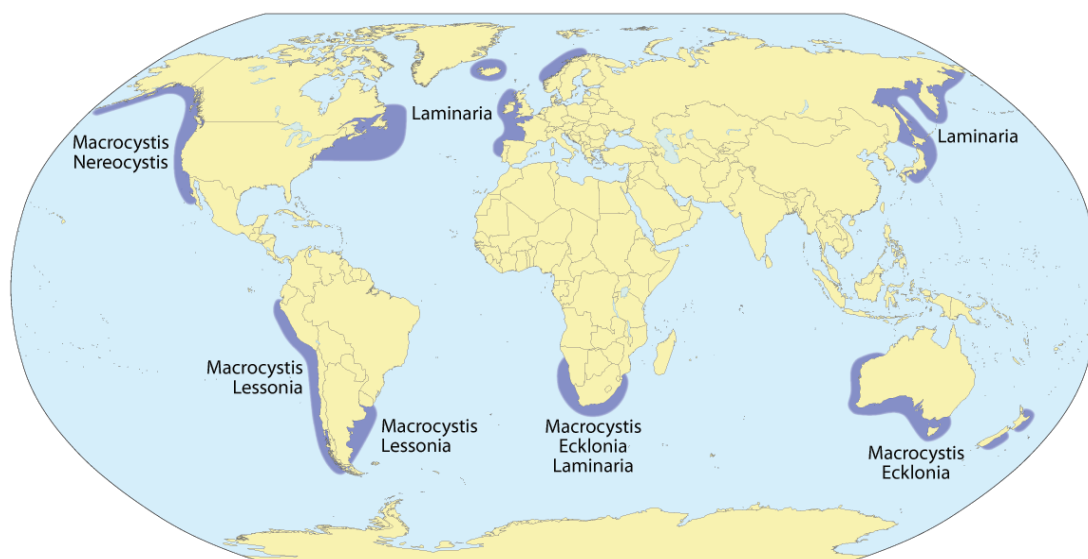 Laminaria
Macrocystis
Nereocystis
Laminaria
Macrocystis
Lessonia
Macrocystis
Lessonia
Macrocystis
Ecklonia
Laminaria
Macrocystis
Ecklonia